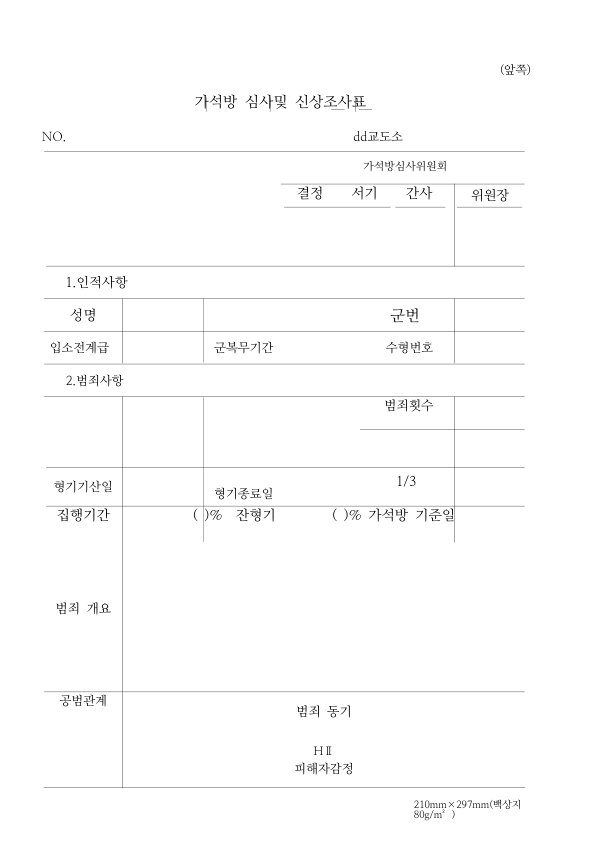 (앞쪽)
가석방 심사및 신상조사표
NO. dd교도소
가석방심사위원회
결정 서기 간사 위원장
1.인적사항
성명 군번
입소전계급 군복무기간 수형번호
2.범죄사항
범죄횟수
형기기산일 형기종료일 1/3
집행기간 ( )% 잔형기 ( )% 가석방 기준일
범죄 개요
공범관계
범죄 동기
HⅡ
피해자감정
210mm×297mm(백상지
80g/m² )